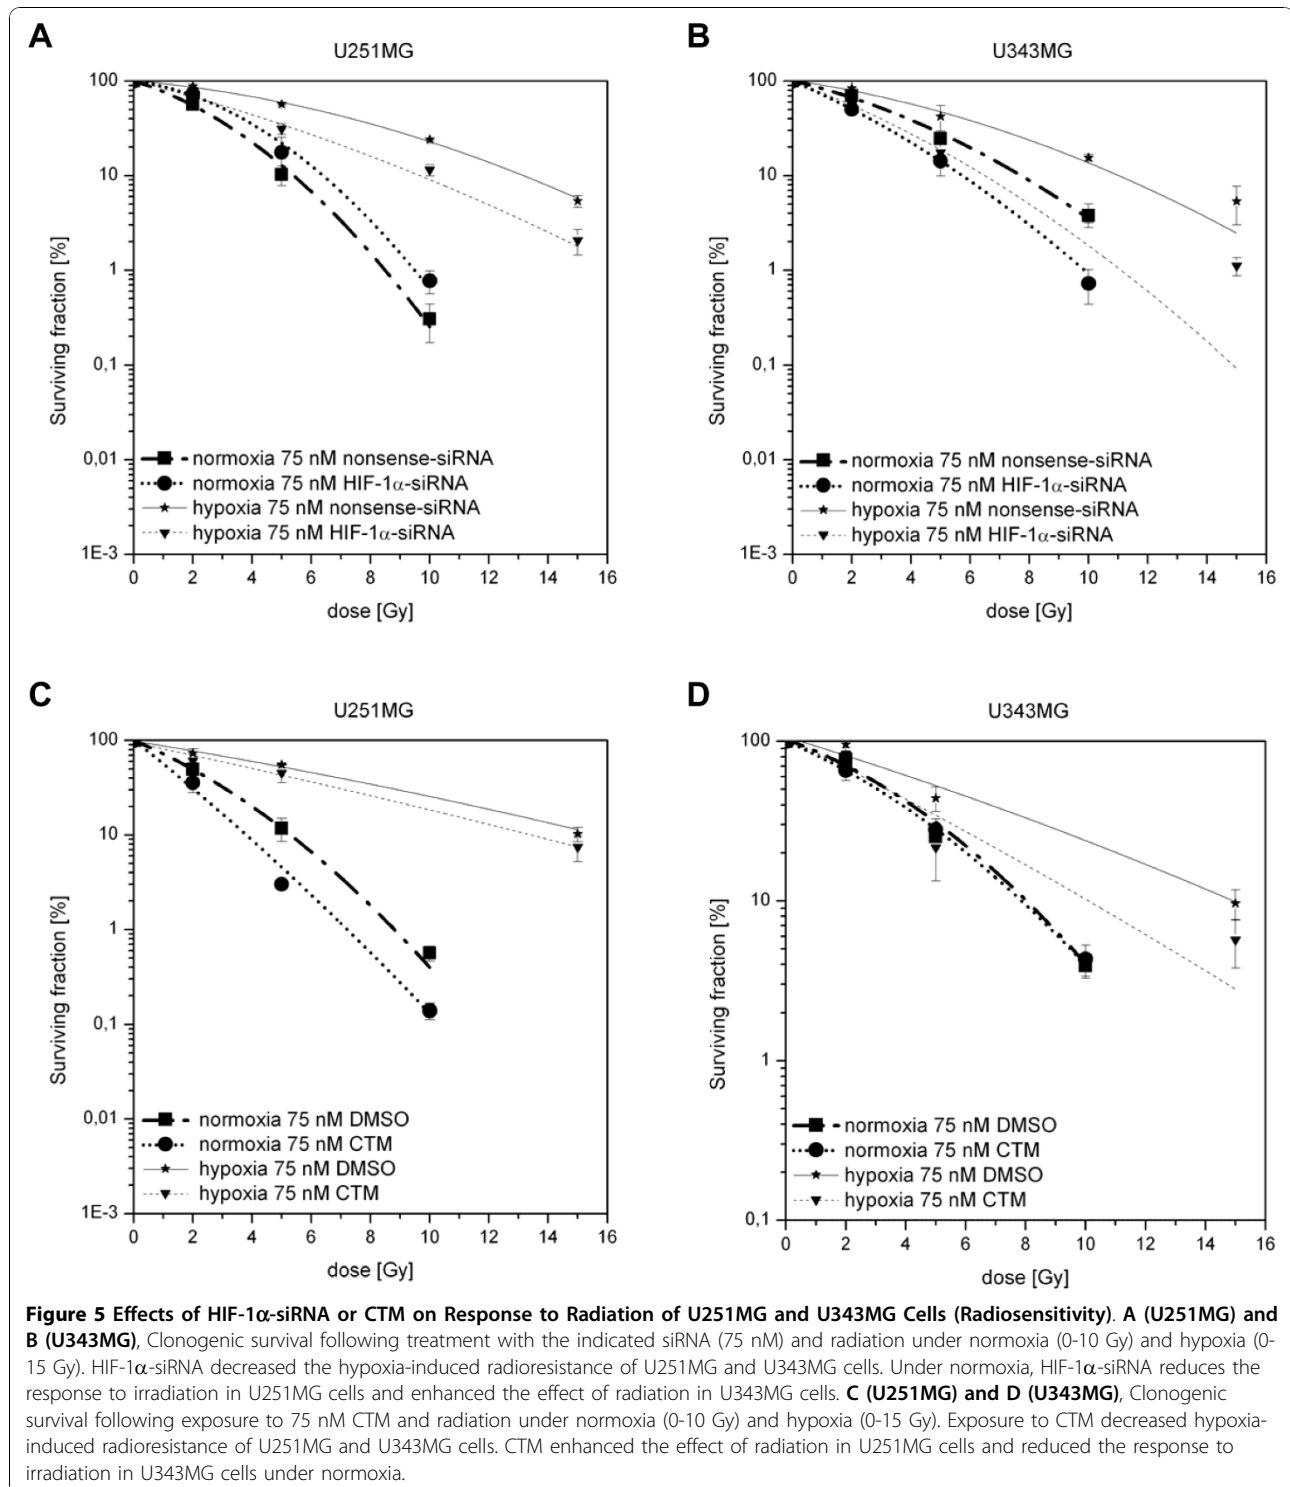 A
U251MG
100
10
1
0,1
0,01
1E-3
Surviving fraction [%]
normoxia 75 nM nonsense-siRNA
normoxia 75 nM HIF-1α-siRNA
hypoxia 75 nM nonsense-siRNA
hypoxia 75 nM HIF-1α-siRNA
0 2 4 6 8 10 12 14 16
dose [Gy]
B
U343MG
100
10
1
0,1
0,01
1E-3
Surviving fraction [%]
normoxia 75 nM nonsense-siRNA
normoxia 75 nM HIF-1α-siRNA
hypoxia 75 nM nonsense-siRNA
hypoxia 75 nM HIF-1α-siRNA
0 2 4 6 8 10 12 14 16
dose [Gy]
C
U251MG
100
10
1
0,1
0,01
1E-3
Surviving fraction [%]
normoxia 75 nM DMSO
normoxia 75 nM CTM
hypoxia 75 nM DMSO
hypoxia 75 nM CTM
0 2 4 6 8 10 12 14 16
dose [Gy]
D
U343MG
100
10
1
0,1
Surviving fraction [%]
normoxia 75 nM DMSO
normoxia 75 nM CTM
hypoxia 75 nM DMSO
hypoxia 75 nM CTM
0 2 4 6 8 10 12 14 16
dose [Gy]
Figure 5 Effects of HIF-1α-siRNA or CTM on Response to Radiation of U251MG and U343MG Cells (Radiosensitivity). A (U251MG) and
B (U343MG), Clonogenic survival following treatment with the indicated siRNA (75 nM) and radiation under normoxia (0-10 Gy) and hypoxia (0-
15 Gy). HIF-1α-siRNA decreased the hypoxia-induced radioresistance of U251MG and U343MG cells. Under normoxia, HIF-1α-siRNA reduces the
response to irradiation in U251MG cells and enhanced the effect of radiation in U343MG cells. C (U251MG) and D (U343MG), Clonogenic
survival following exposure to 75 nM CTM and radiation under normoxia (0-10 Gy) and hypoxia (0-15 Gy). Exposure to CTM decreased hypoxia-
induced radioresistance of U251MG and U343MG cells. CTM enhanced the effect of radiation in U251MG cells and reduced the response to
irradiation in U343MG cells under normoxia.